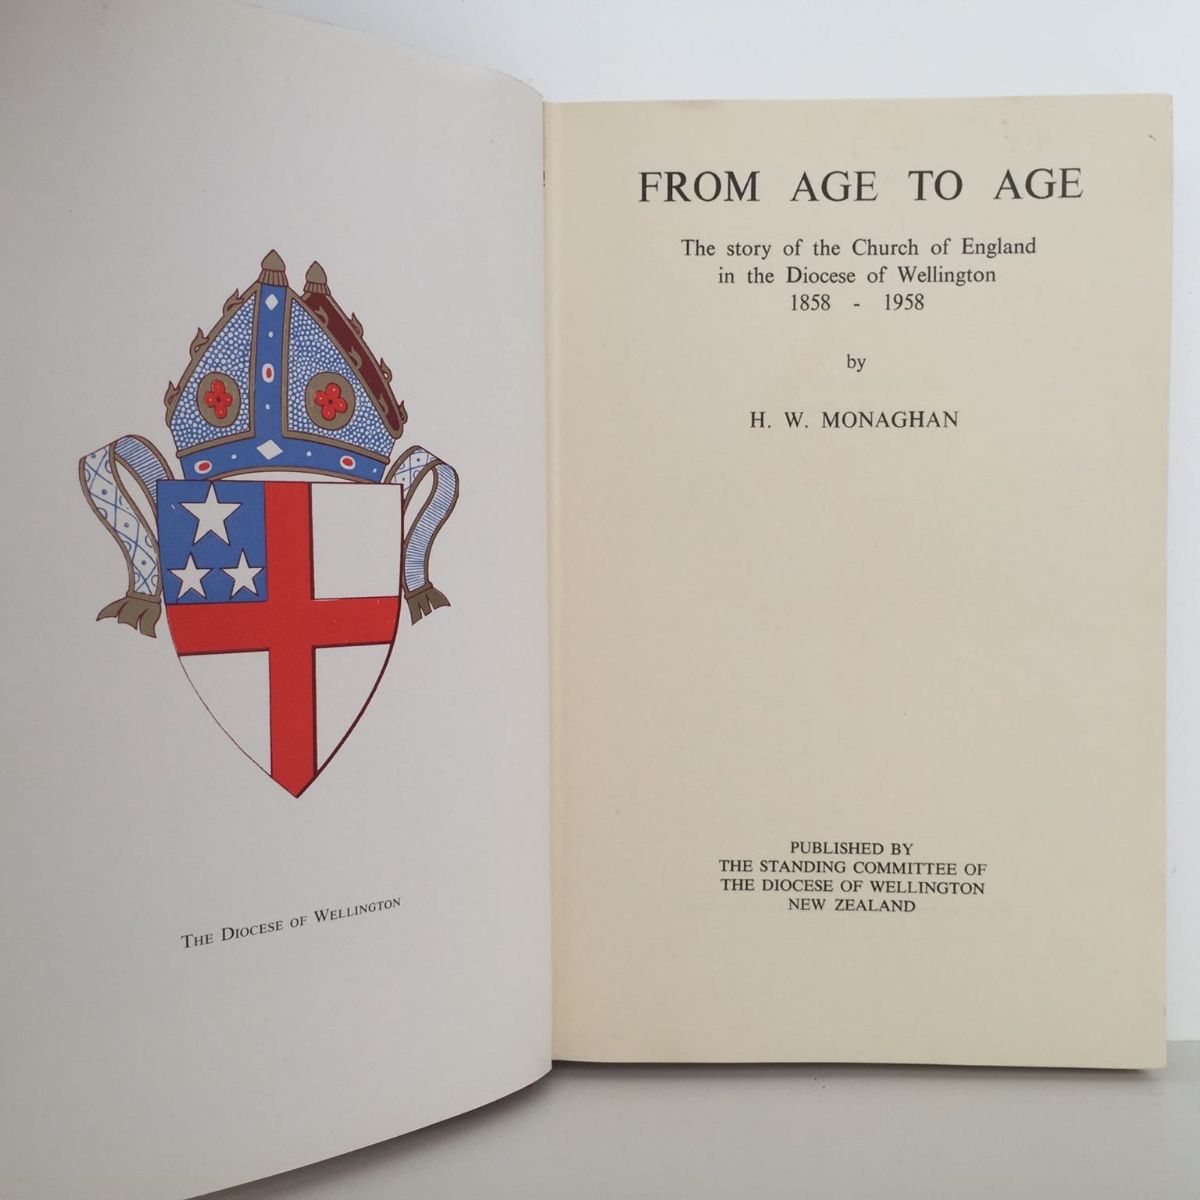 THE DIOCESE OF WELLINGTON
FROM AGE TO AGE
The story of the Church of England
in the Diocese of Wellington
1858 - 1958
by
H. W. MONAGHAN
PUBLISHED BY
THE STANDING COMMITTEE OF
THE DIOCESE OF WELLINGTON
NEW ZEALAND